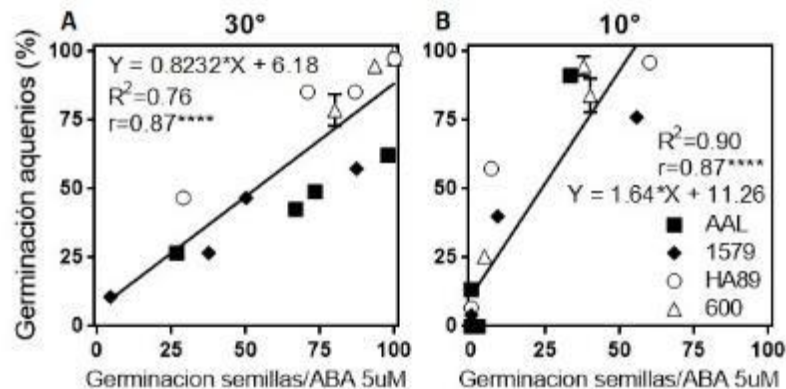 A
30°
B
10°
Germinación aquenios (%)
100
75
50
25
0
Y = 0.8232*X + 6.18
R²=0.76
r=0.87****
0 25 50 75 100
Germinacion semillas/ABA 5uM
100
75
50
25
0
R²=0.90
r=0.87****
Y = 1.64*X + 11.26
AAL
1579
HA89
600
0 25 50 75 100
Germinacion semillas/ABA 5uM